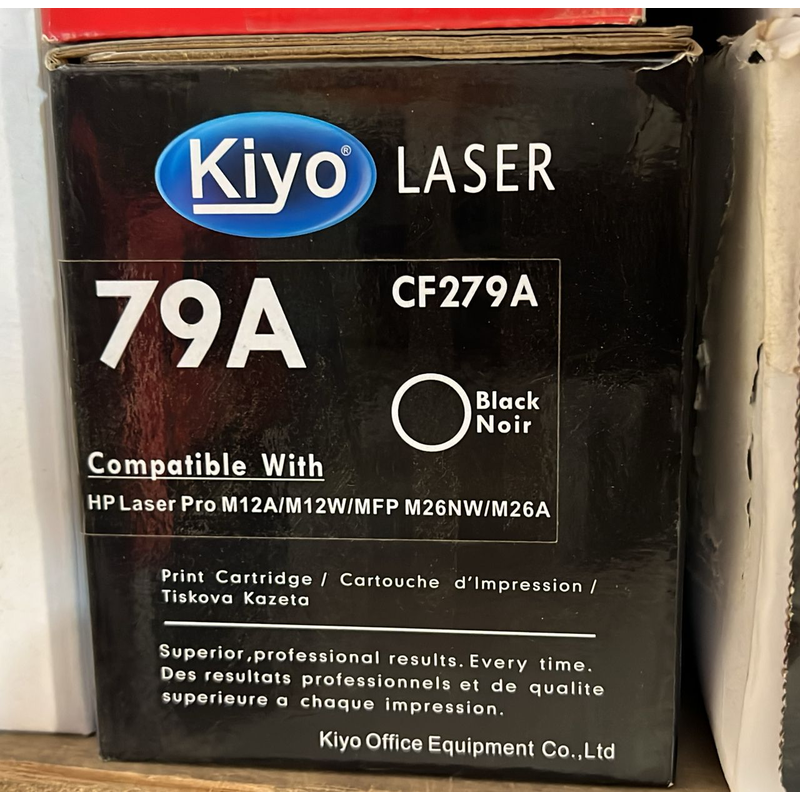 Kiyo® LASER
79A CF279A
Black
Noir
Compatible With
HP Laser Pro M12A/M12W/MFP M26NW/M26A
Print Cartridge / Cartouche d'Impression /
Tiskova Kazeta
Superior,professional results. Every time.
Des resultats professionnels et de qualite
superieure a chaque impression.
Kiyo Office Equipment Co.,Ltd